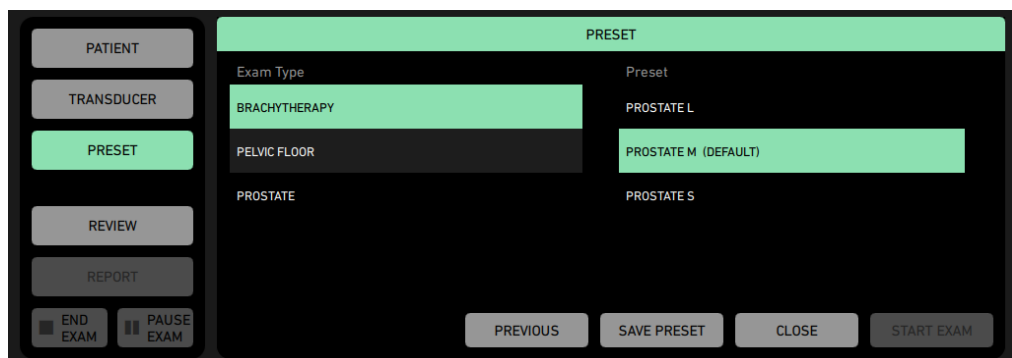 PATIENT
TRANSDUCER
PRESET
REVIEW
REPORT
END
EXAM
PAUSE
EXAM
PRESET
Exam Type
BRACHYTHERAPY
PELVIC FLOOR
PROSTATE
Preset
PROSTATE L
PROSTATE M (DEFAULT)
PROSTATE S
PREVIOUS
SAVE PRESET
CLOSE
START EXAM